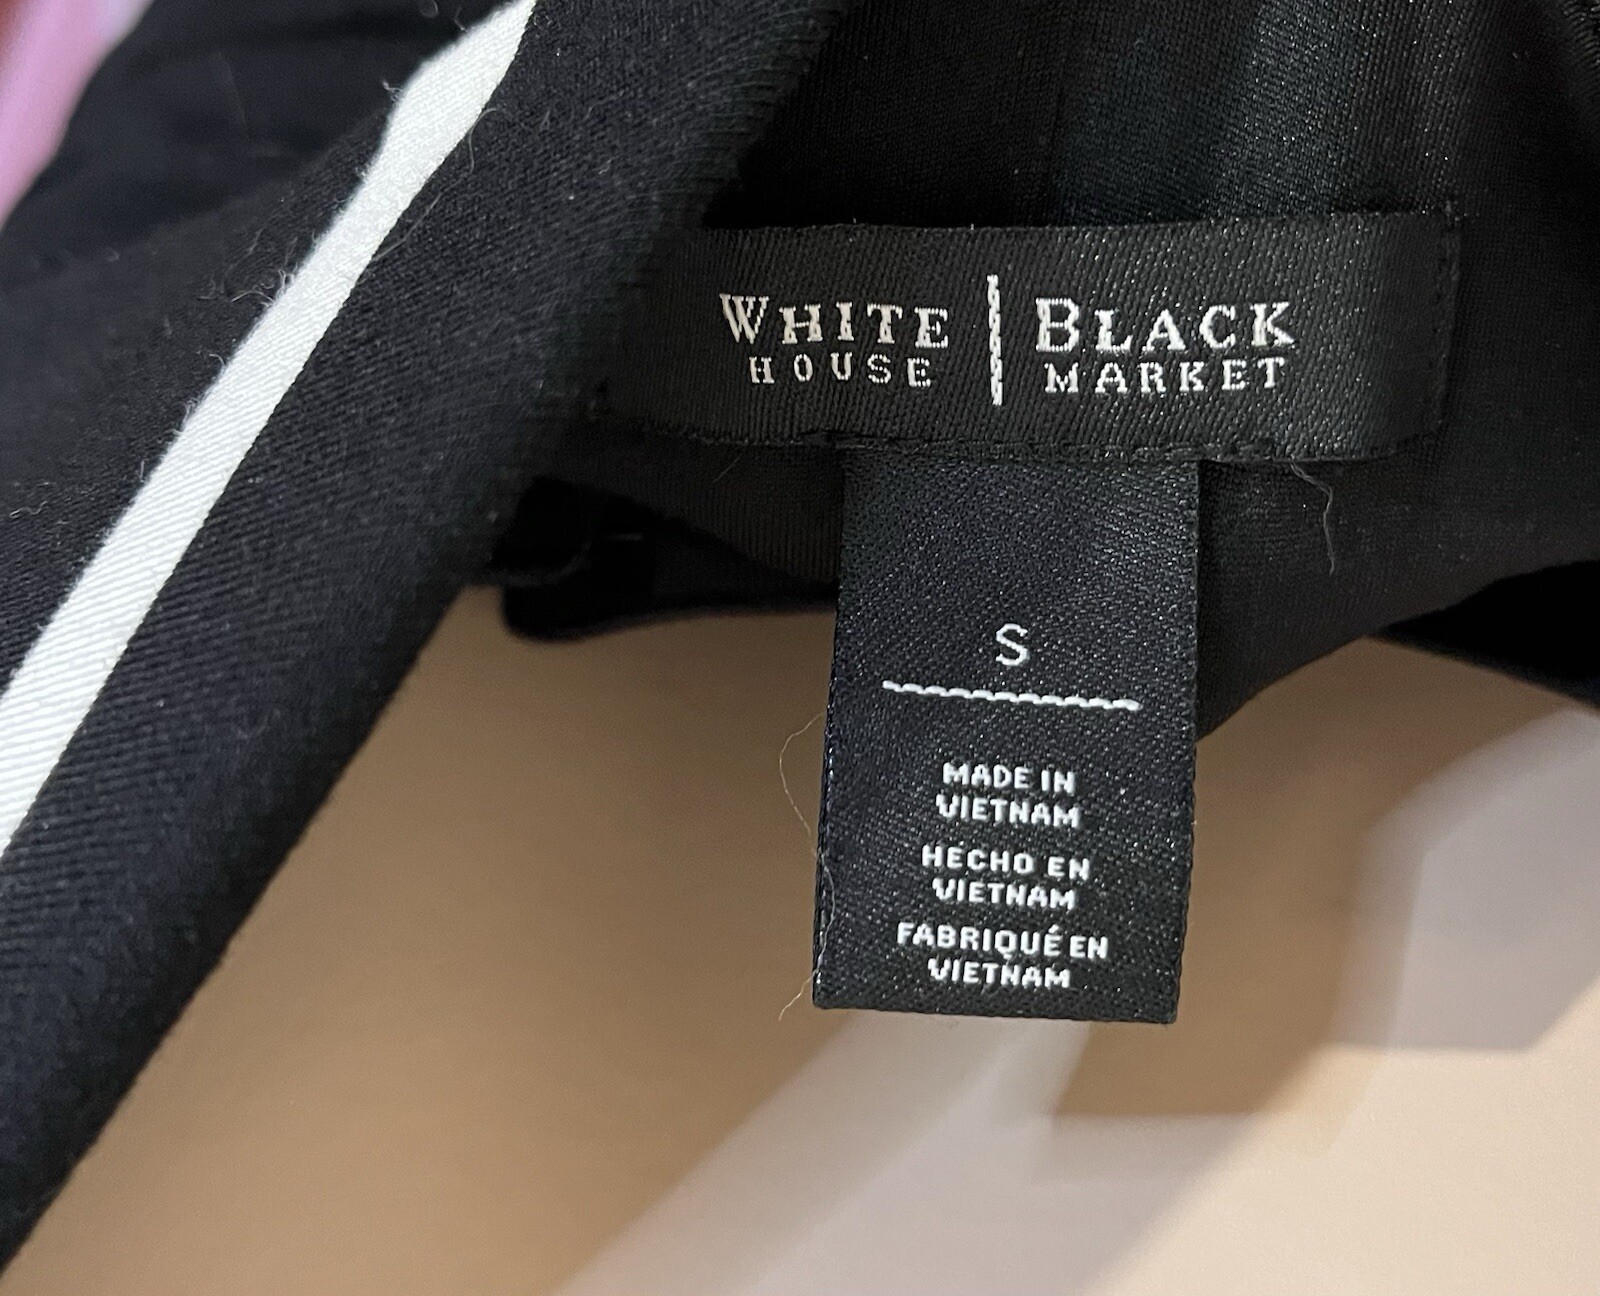 WHITE HOUSE | BLACK MARKET
S
MADE IN
VIETNAM
HECHO EN
VIETNAM
FABRIQUÉ EN
VIETNAM